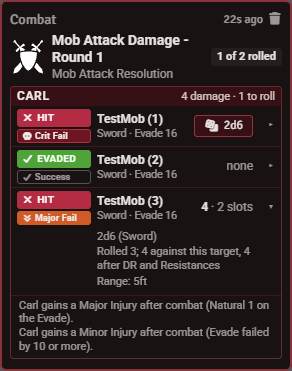 Combat 22s ago
Mob Attack Damage - Round 1
1 of 2 rolled
Mob Attack Resolution
CARL 4 damage · 1 to roll
HIT
Crit Fail
TestMob (1)
Sword · Evade 16
2d6
EVADED
Success
TestMob (2)
Sword · Evade 16
none
HIT
Major Fail
TestMob (3)
Sword · Evade 16
4 · 2 slots
2d6 (Sword)
Rolled 3; 4 against this target, 4
after DR and Resistances
Range: 5ft
Carl gains a Major Injury after combat (Natural 1 on
the Evade).
Carl gains a Minor Injury after combat (Evade failed
by 10 or more).